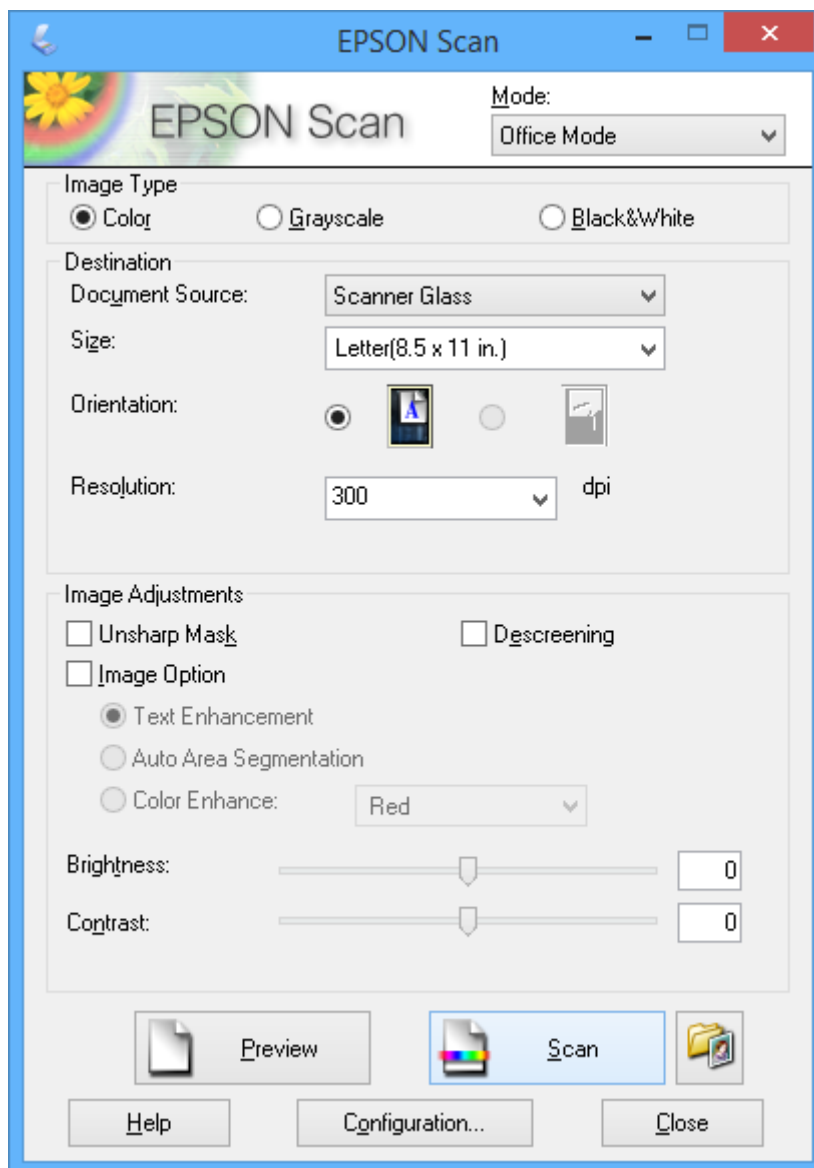 EPSON Scan
EPSON Scan
Mode:
Office Mode
Image Type
Color
Grayscale
Black&White
Destination
Document Source:
Scanner Glass
Size:
Letter(8.5 x 11 in.)
Orientation:
A
Resolution:
300
dpi
Image Adjustments
Unsharp Mask
Descreening
Image Option
Text Enhancement
Auto Area Segmentation
Color Enhance:
Red
Brightness:
0
Contrast:
0
Preview
Scan
Help
Configuration...
Close